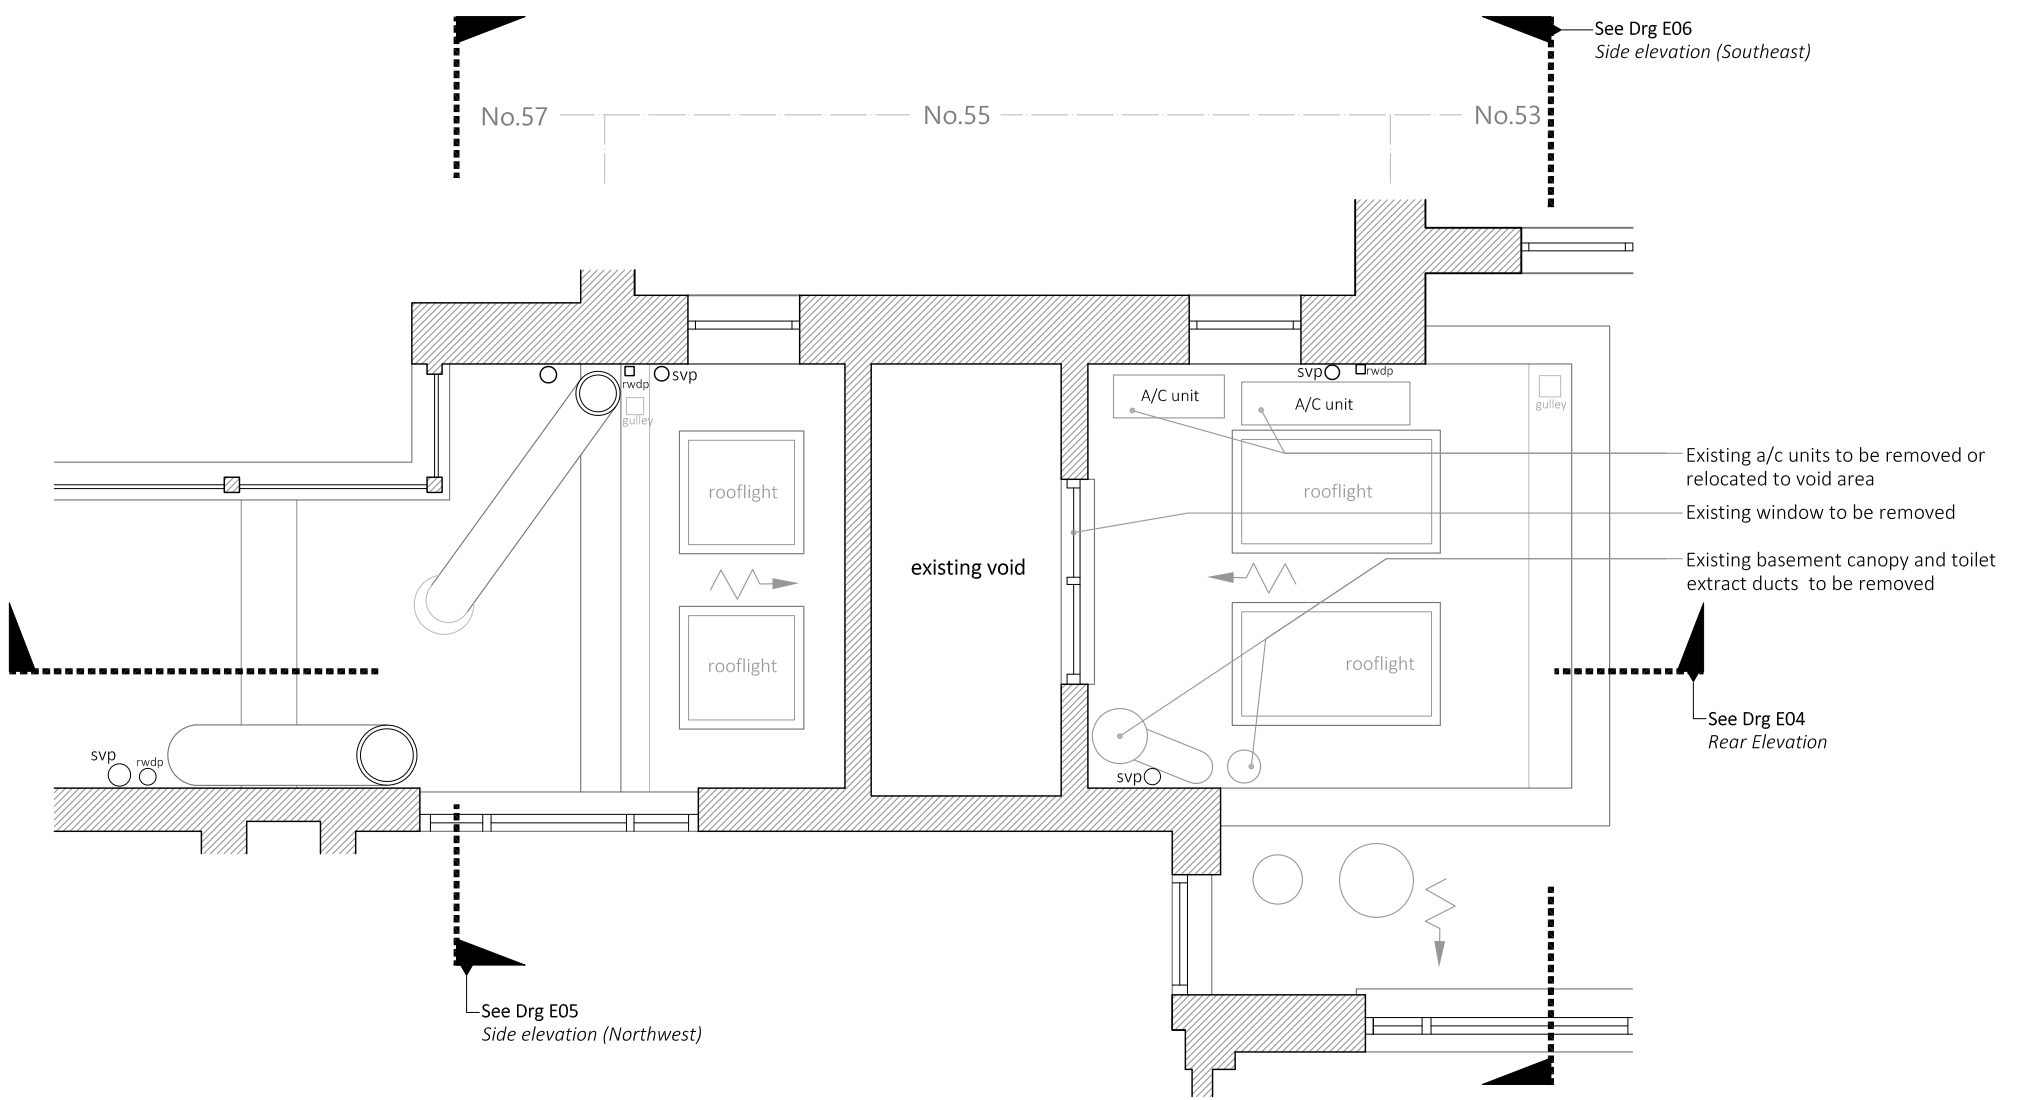 See Drg E06
Side elevation (Southeast)
No.57
No.55
No.53
svp
rwdp
gulley
svp
rwdp
A/C unit
A/C unit
gulley
Existing a/c units to be removed or
relocated to void area
rooflight
rooflight
Existing window to be removed
existing void
Existing basement canopy and toilet
extract ducts to be removed
rooflight
rooflight
See Drg E04
Rear Elevation
svp
rwdp
svp
See Drg E05
Side elevation (Northwest)